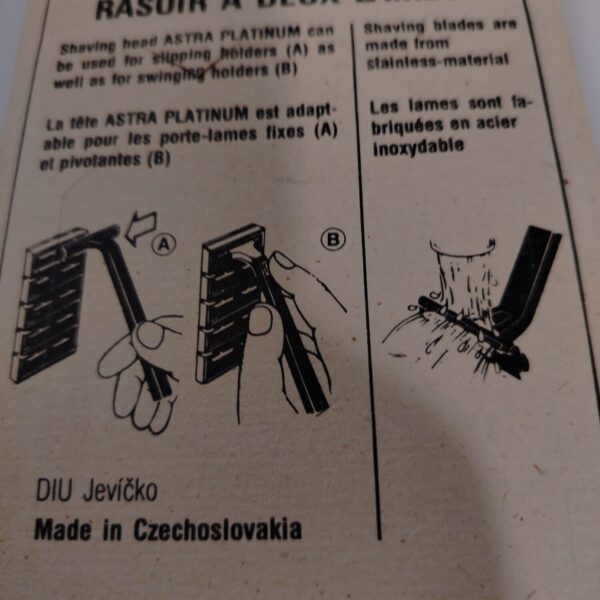 RASOIR A DEUX
Shaving head ASTRA PLATINUM can
be used for slipping holders (A) as
well as for swinging holders (B)
La tête ASTRA PLATINUM est adapt-
able pour les porte-lames fixes (A)
et pivotantes (B)
Shaving blades are
made from
stainless-material
Les lames sont fa-
briquées en acier
inoxydable
A
B
DIU Jevíčko
Made in Czechoslovakia